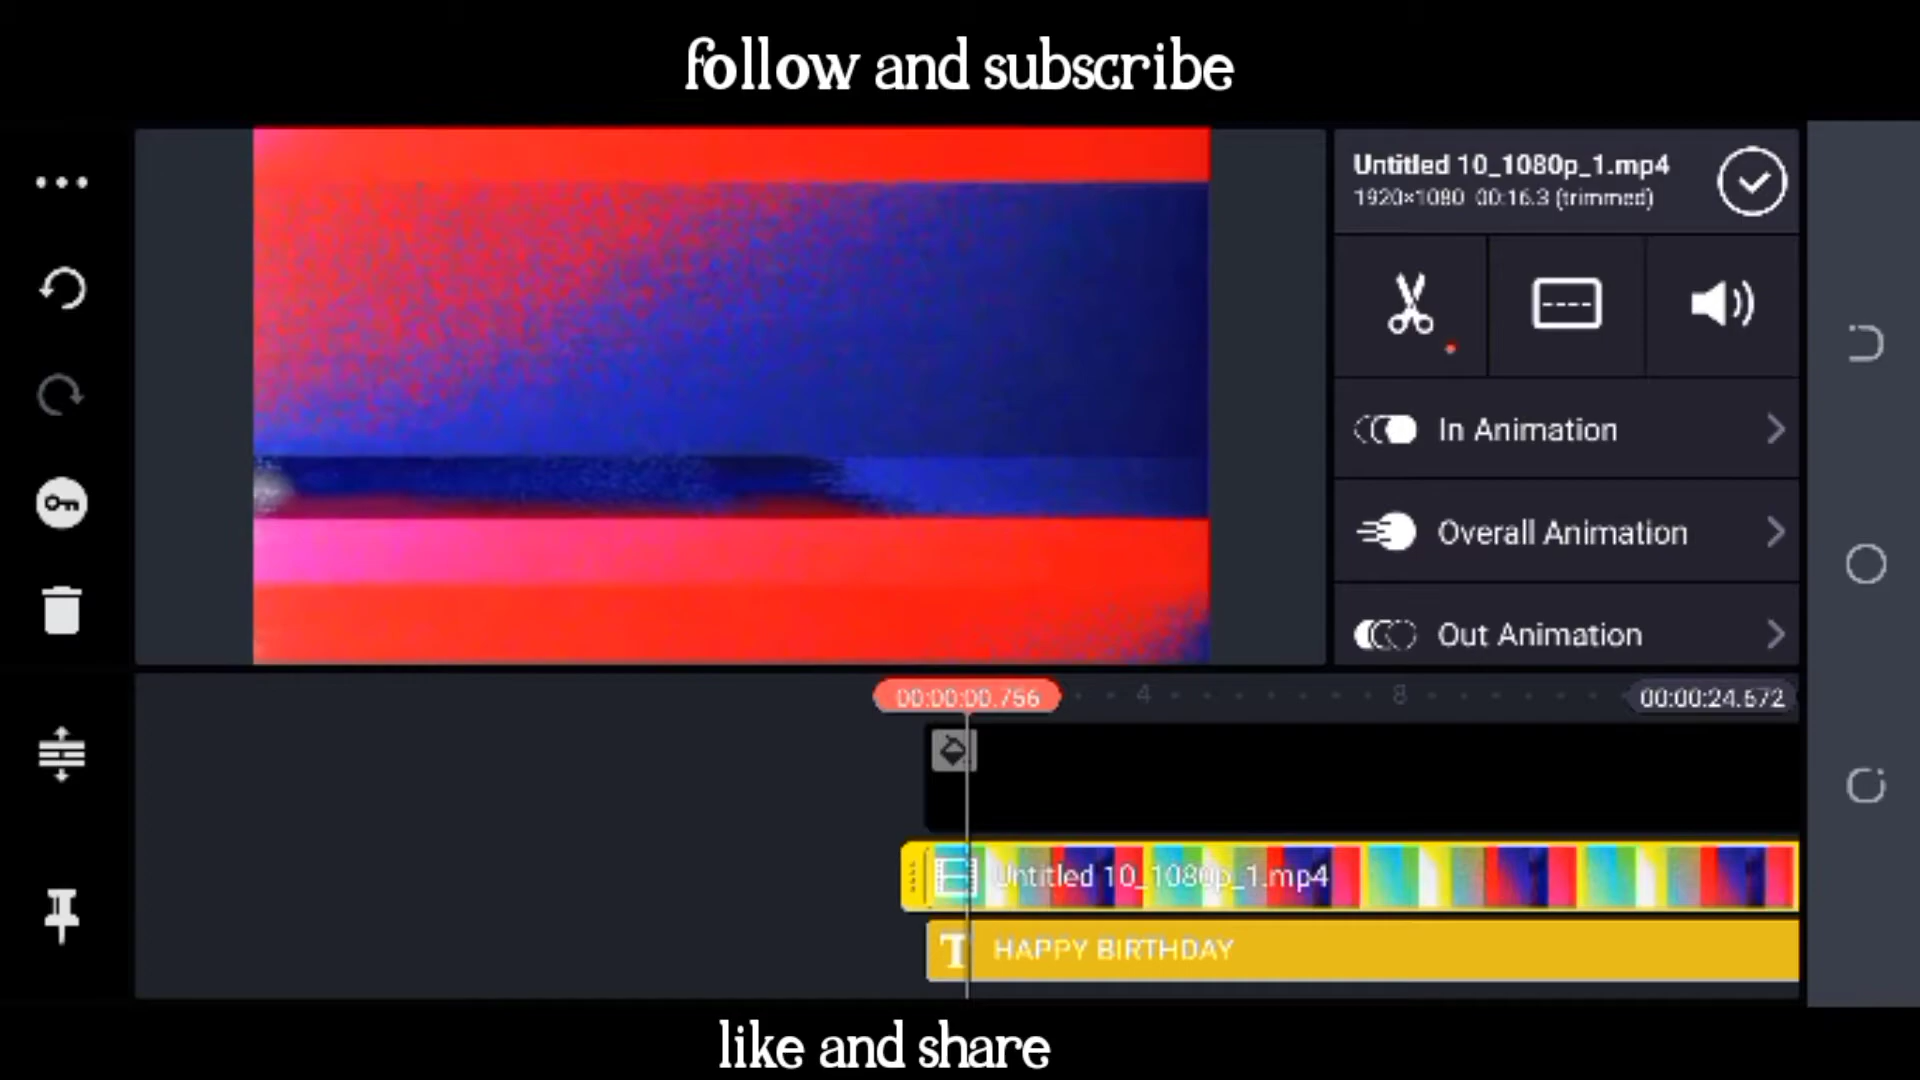 follow and subscribe
Untitled 10_1080p_1.mp4
1920×1080 00:16.3 (trimmed)
In Animation
Overall Animation
Out Animation
00:00:00.756
4
8
00:00:24.672
Untitled 10_1080p_1.mp4
T HAPPY BIRTHDAY
like and share